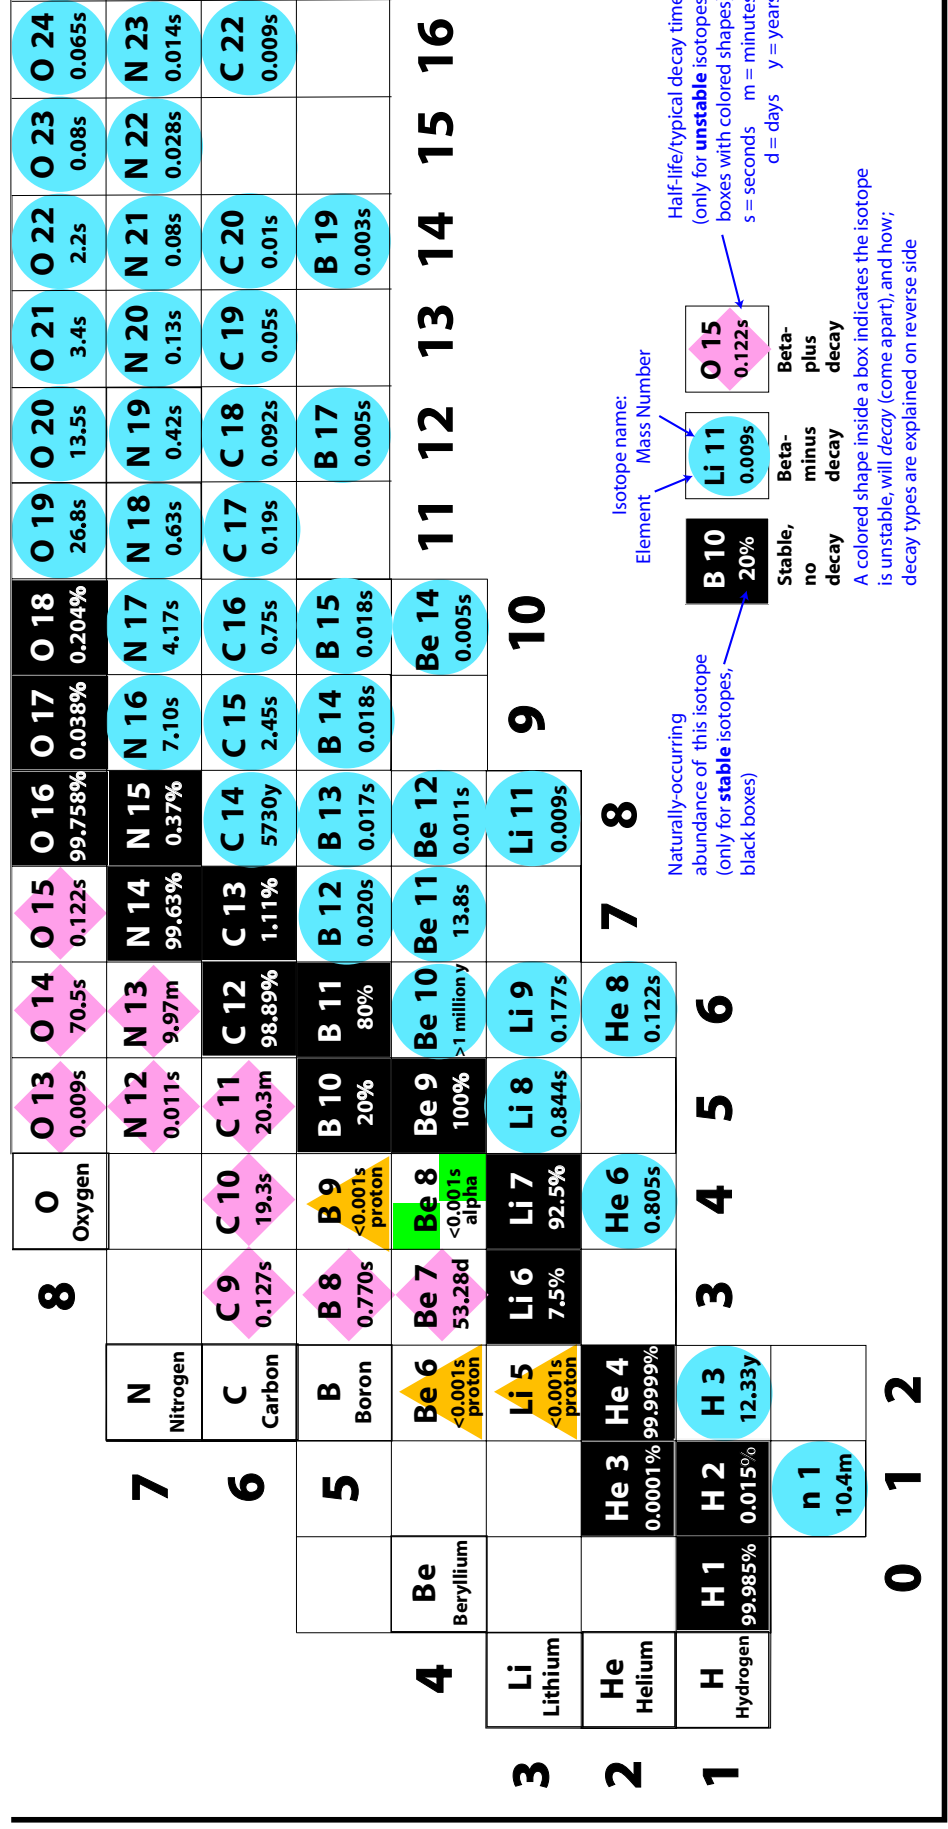 8
O
Oxygen
O 13
0.009s
O 14
70.5s
O 15
0.122s
O 16
99.758%
O 17
0.038%
O 18
0.204%
O 19
26.8s
O 20
13.5s
O 21
3.4s
O 22
2.2s
O 23
0.08s
O 24
0.065s
7
N
Nitrogen
N 12
0.011s
N 13
9.97m
N 14
99.63%
N 15
0.37%
N 16
7.10s
N 17
4.17s
N 18
0.63s
N 19
0.42s
N 20
0.13s
N 21
0.08s
N 22
0.028s
N 23
0.014s
6
C
Carbon
C 9
0.127s
C 10
19.3s
C 11
20.3m
C 12
98.89%
C 13
1.11%
C 14
5730y
C 15
2.45s
C 16
0.75s
C 17
0.19s
C 18
0.092s
C 19
0.05s
C 20
0.01s
C 22
0.009s
5
B
Boron
B 8
0.770s
B 9
<0.001s
proton
B 10
20%
B 11
80%
B 12
0.020s
B 13
0.017s
B 14
0.018s
B 15
0.018s
B 17
0.005s
B 19
0.003s
4
Be
Beryllium
Be 6
<0.001s
proton
Be 7
53.28d
Be 8
<0.001s
alpha
Be 9
100%
Be 10
>1 million y
Be 11
13.8s
Be 12
0.011s
Be 14
0.005s
11
12
13
14
15
16
3
Li
Lithium
Li 5
<0.001s
proton
Li 6
7.5%
Li 7
92.5%
Li 8
0.844s
Li 9
0.177s
Li 11
0.009s
9
10
2
He
Helium
He 3
0.0001%
He 4
99.9999%
He 6
0.805s
He 8
0.122s
7
8
1
H
Hydrogen
H 1
99.985%
H 2
0.015%
H 3
12.33y
3
4
5
6
n 1
10.4m
0
1
2
Isotope name:
Element
Mass Number
Naturally-occurring
abundance of this isotope
(only for stable isotopes,
black boxes)
B 10
20%
Stable,
no
decay
Li 11
0.009s
Beta-
minus
decay
O 15
0.122s
Beta-
plus
decay
Half-life/typical decay time
(only for unstable isotopes
boxes with colored shapes
s = seconds m = minutes
d = days y = years
A colored shape inside a box indicates the isotope
is unstable, will decay (come apart), and how;
decay types are explained on reverse side